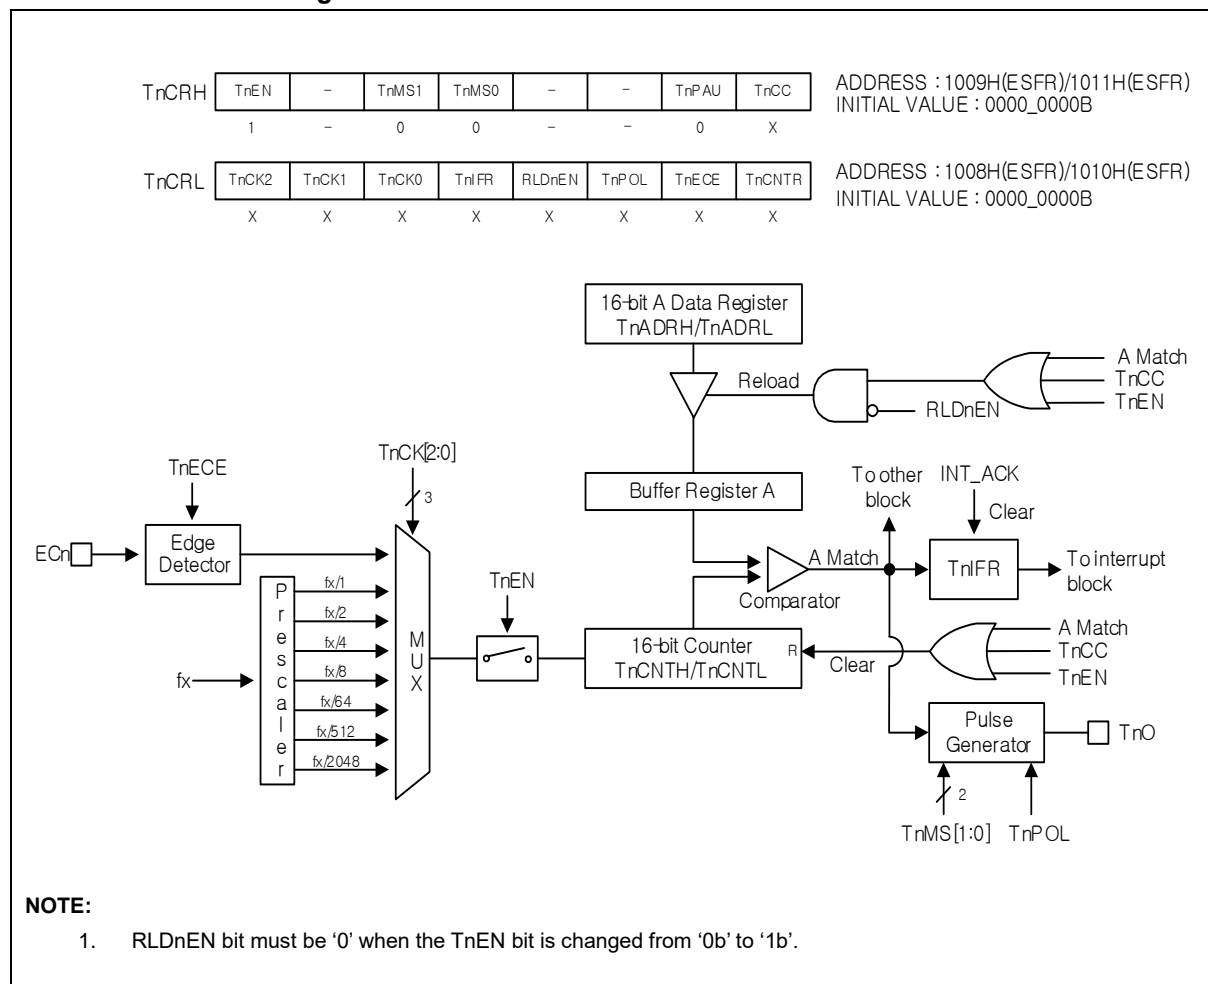 TnCRH TnEN – TnMS1 TnMS0 – – TnPAU TnCC
1 – 0 0 – – 0 X
ADDRESS : 1009H(ESFR)/1011H(ESFR)
INITIAL VALUE : 0000_0000B
TnCRL TnCK2 TnCK1 TnCK0 TnIFR RLDnEN TnPOL TnECE TnCNTR
X X X X X X X X
ADDRESS : 1008H(ESFR)/1010H(ESFR)
INITIAL VALUE : 0000_0000B
16-bit A Data Register
TnADRH/TnADRL
Reload
A Match
TnCC
TnEN
RLDnEN
TnCK[2:0]
3
TnECE
Buffer Register A
To other
block
INT_ACK
Clear
ECn
Edge
Detector
Prescaler
fx
fx/1
fx/2
fx/4
fx/8
fx/64
fx/512
fx/2048
MUX
TnEN
A Match
Comparator
TnIFR
To interrupt
block
16-bit Counter
TnCNTH/TnCNTL
R
Clear
A Match
TnCC
TnEN
Pulse
Generator
TnO
2
TnMS[1:0] TnPOL
NOTE:
1. RLDnEN bit must be ‘0’ when the TnEN bit is changed from ‘0b’ to ‘1b’.